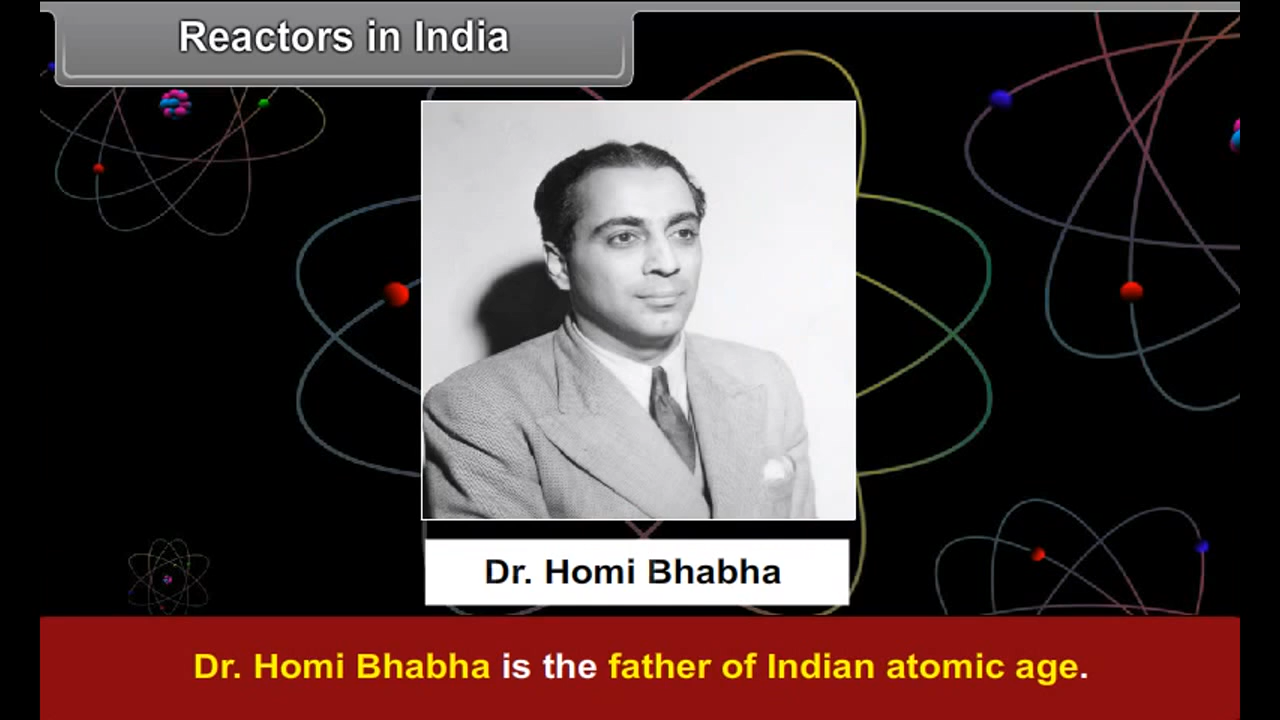 Reactors in India
Dr. Homi Bhabha
Dr. Homi Bhabha is the father of Indian atomic age.